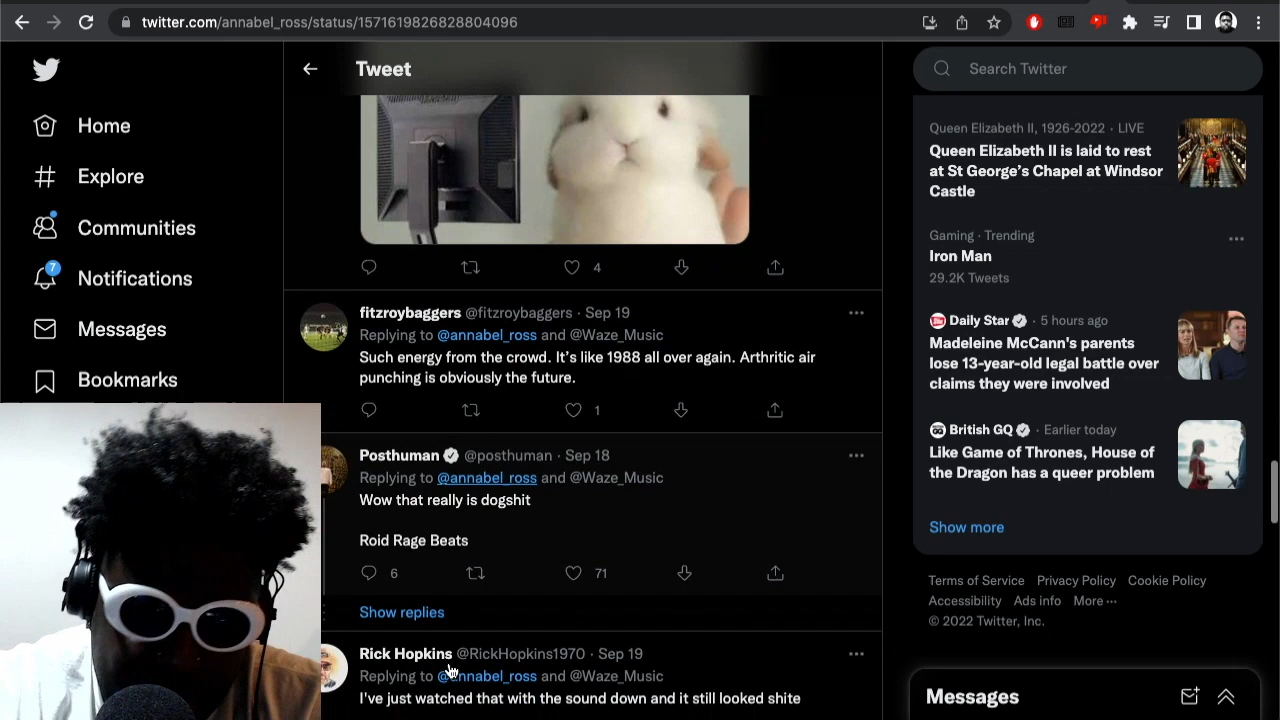 twitter.com/annabel_ross/status/1571619826828804096
Home
Explore
Communities
7
Notifications
Messages
Bookmarks
Tweet
4
fitzroybaggers @fitzroybaggers · Sep 19
Replying to @annabel_ross and @Waze_Music
Such energy from the crowd. It's like 1988 all over again. Arthritic air
punching is obviously the future.
1
Posthuman @posthuman · Sep 18
Replying to @annabel_ross and @Waze_Music
Wow that really is dogshit
Roid Rage Beats
6 71
Show replies
Rick Hopkins @RickHopkins1970 · Sep 19
Replying to @annabel_ross and @Waze_Music
I've just watched that with the sound down and it still looked shite
Search Twitter
Queen Elizabeth II, 1926-2022 · LIVE
Queen Elizabeth II is laid to rest
at St George's Chapel at Windsor
Castle
Gaming · Trending
Iron Man
29.2K Tweets
Daily Star · 5 hours ago
Madeleine McCann's parents
lose 13-year-old legal battle over
claims they were involved
British GQ · Earlier today
Like Game of Thrones, House of
the Dragon has a queer problem
Show more
Terms of Service Privacy Policy Cookie Policy
Accessibility Ads info More ···
© 2022 Twitter, Inc.
Messages